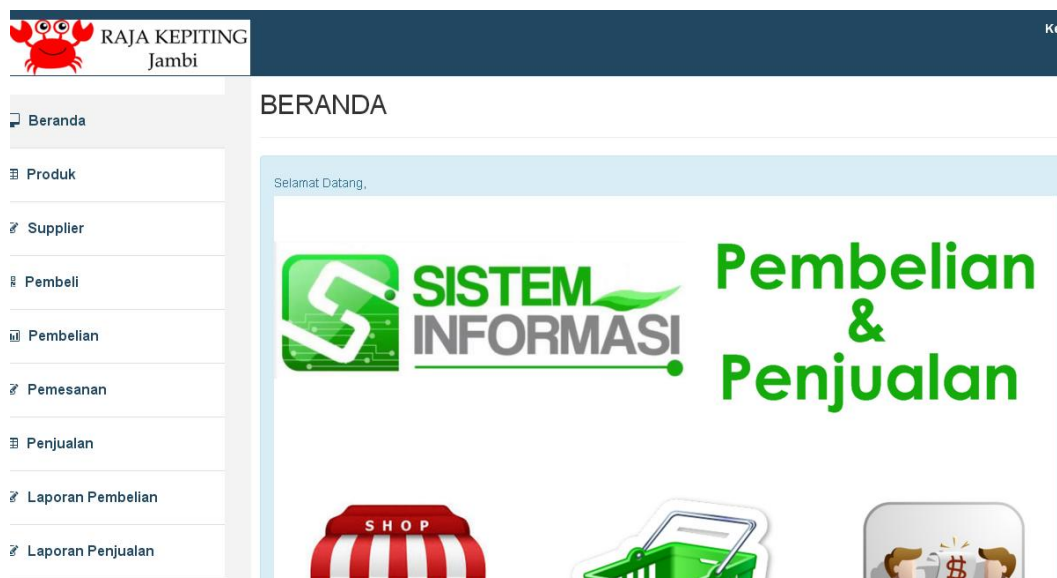 RAJA KEPITING
Jambi
Ke
BERANDA
Beranda
Produk
Supplier
Pembeli
Pembelian
Pemesanan
Penjualan
Laporan Pembelian
Laporan Penjualan
Selamat Datang,
SISTEM
INFORMASI
Pembelian
&
Penjualan
SHOP
$